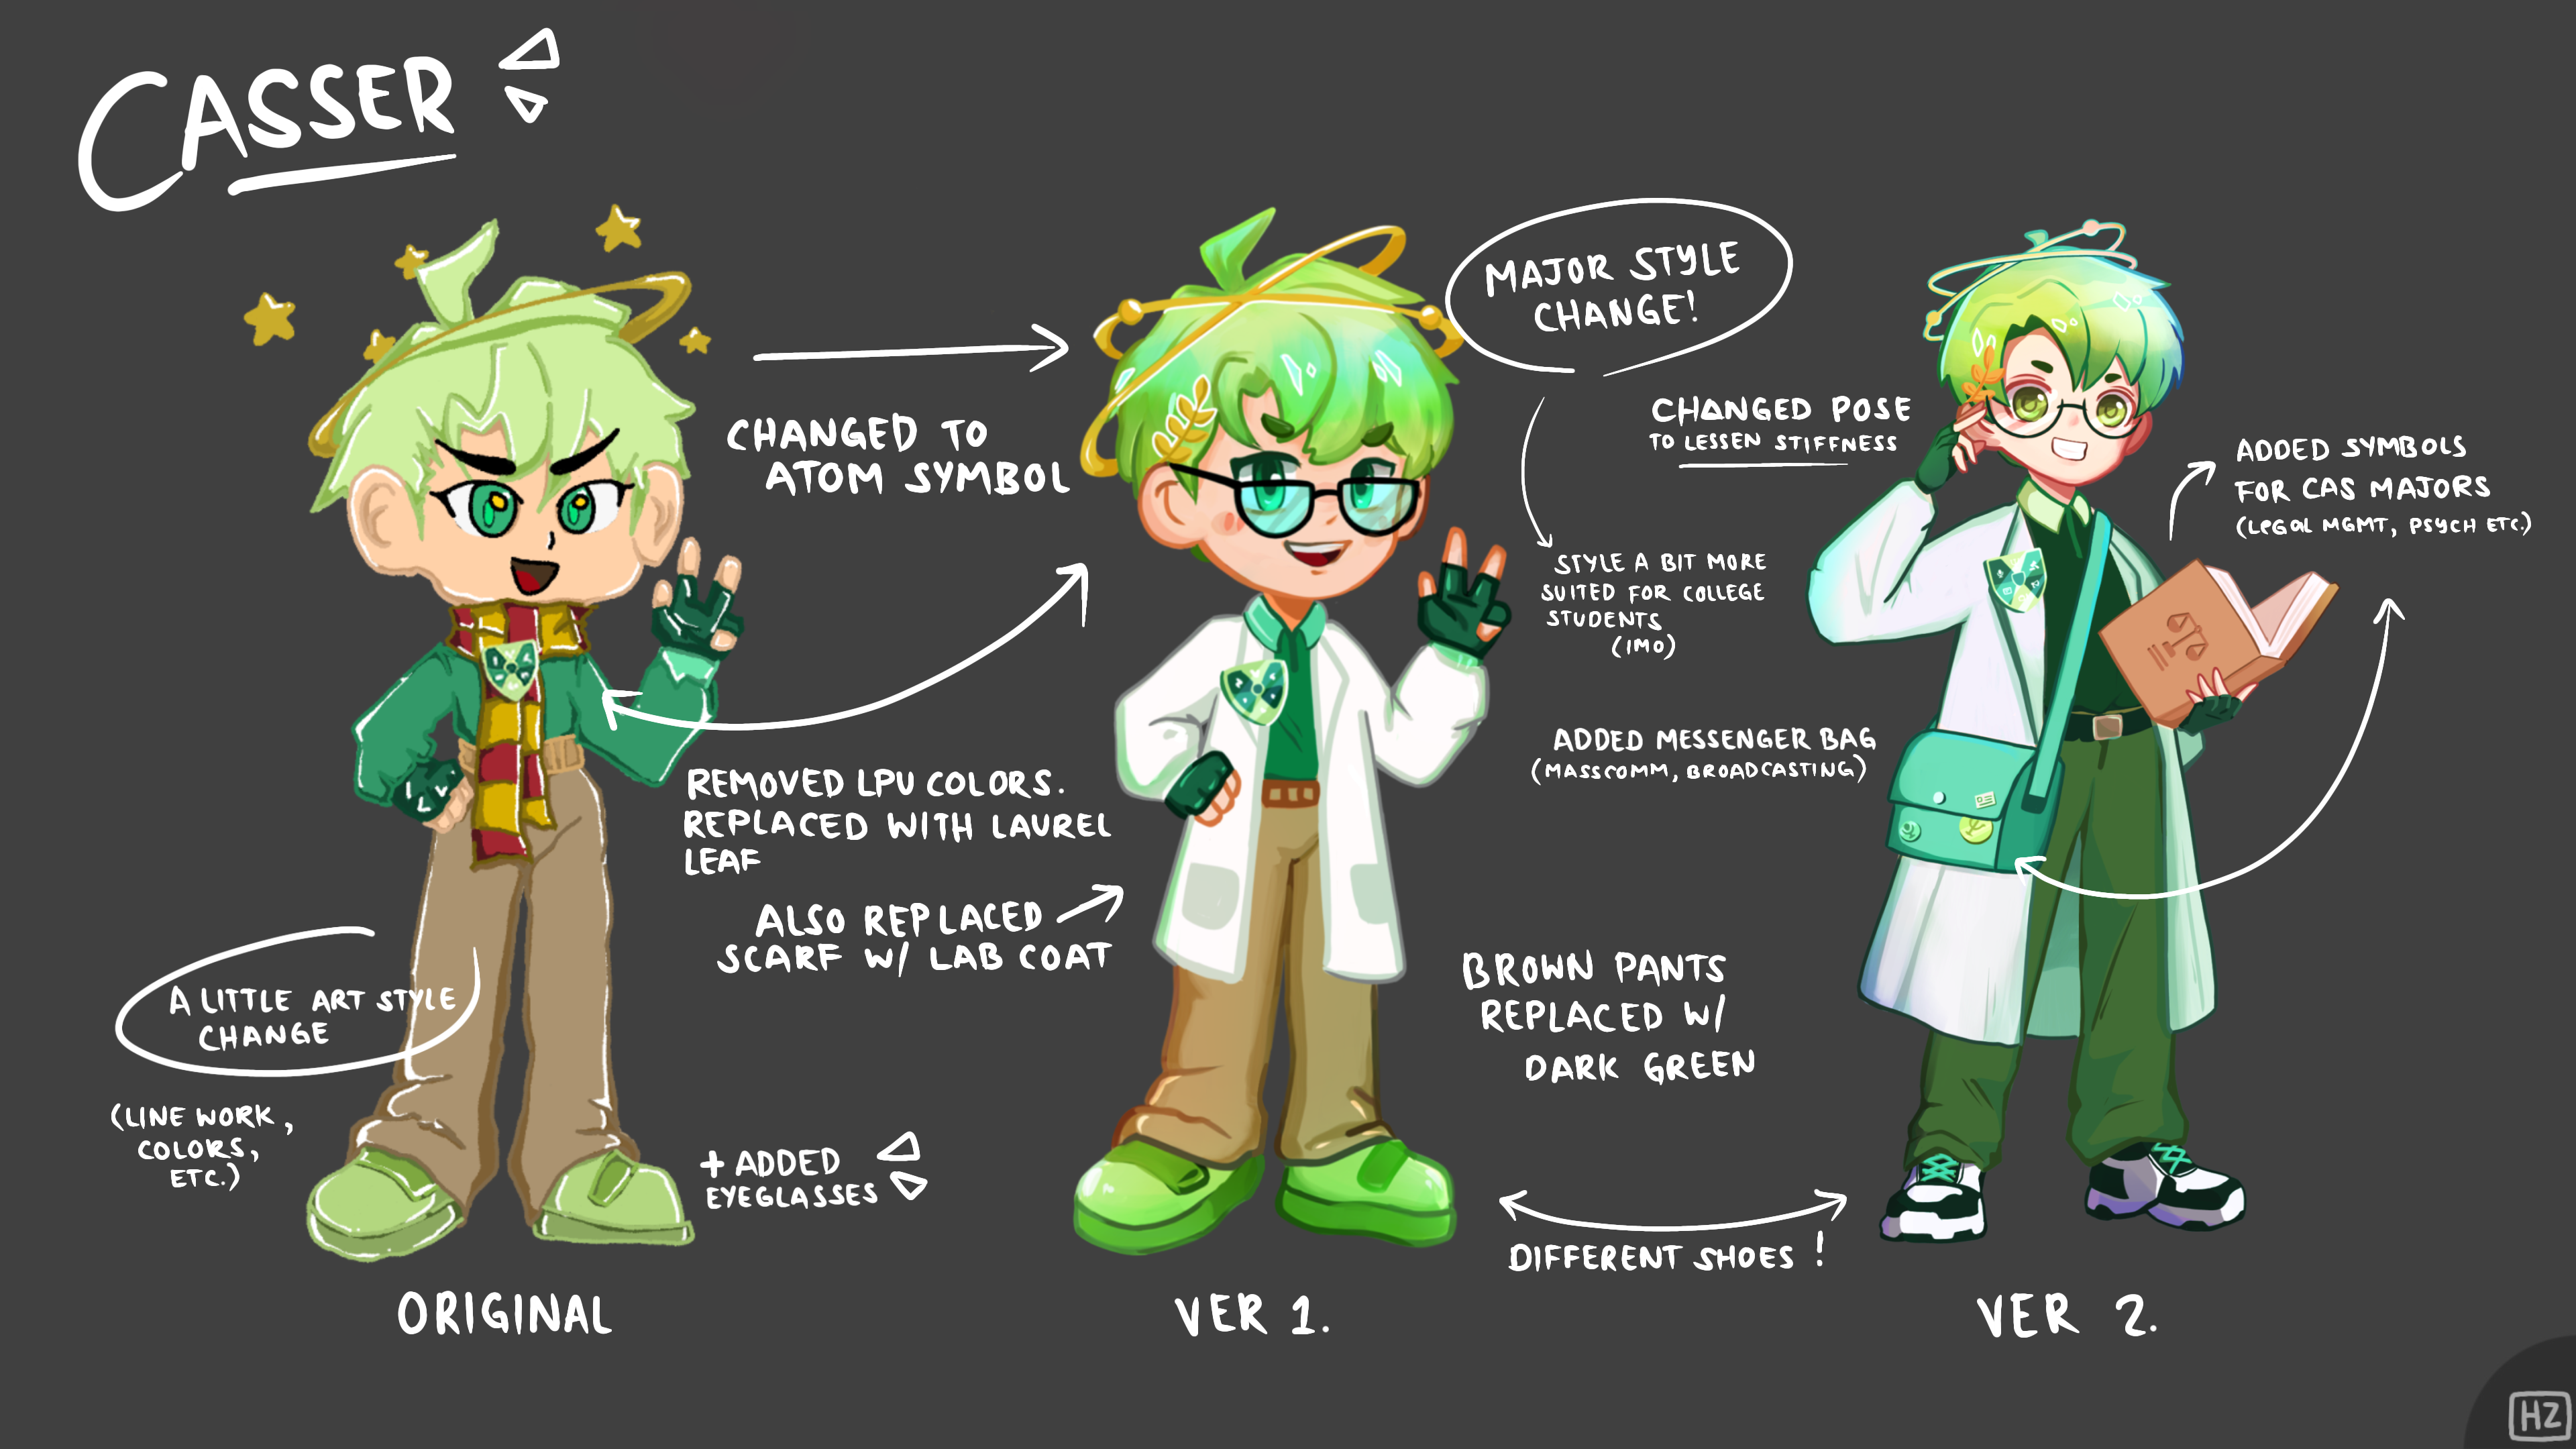 CASSER
MAJOR STYLE
CHANGE!
CHANGED TO
ATOM SYMBOL
CHANGED POSE
TO LESSEN STIFFNESS
ADDED SYMBOLS
FOR CAS MAJORS
(LEGAL MGMT, PSYCH ETC.)
STYLE A BIT MORE
SUITED FOR COLLEGE
STUDENTS
(IMO)
REMOVED LPU COLORS.
REPLACED WITH LAUREL
LEAF
ADDED MESSENGER BAG
(MASSCOMM, BROADCASTING)
ALSO REPLACED
SCARF W/ LAB COAT
A LITTLE ART STYLE
CHANGE
(LINE WORK,
COLORS,
ETC.)
BROWN PANTS
REPLACED W/
DARK GREEN
+ ADDED
EYEGLASSES
DIFFERENT SHOES!
ORIGINAL
VER 1.
VER 2.
HZ